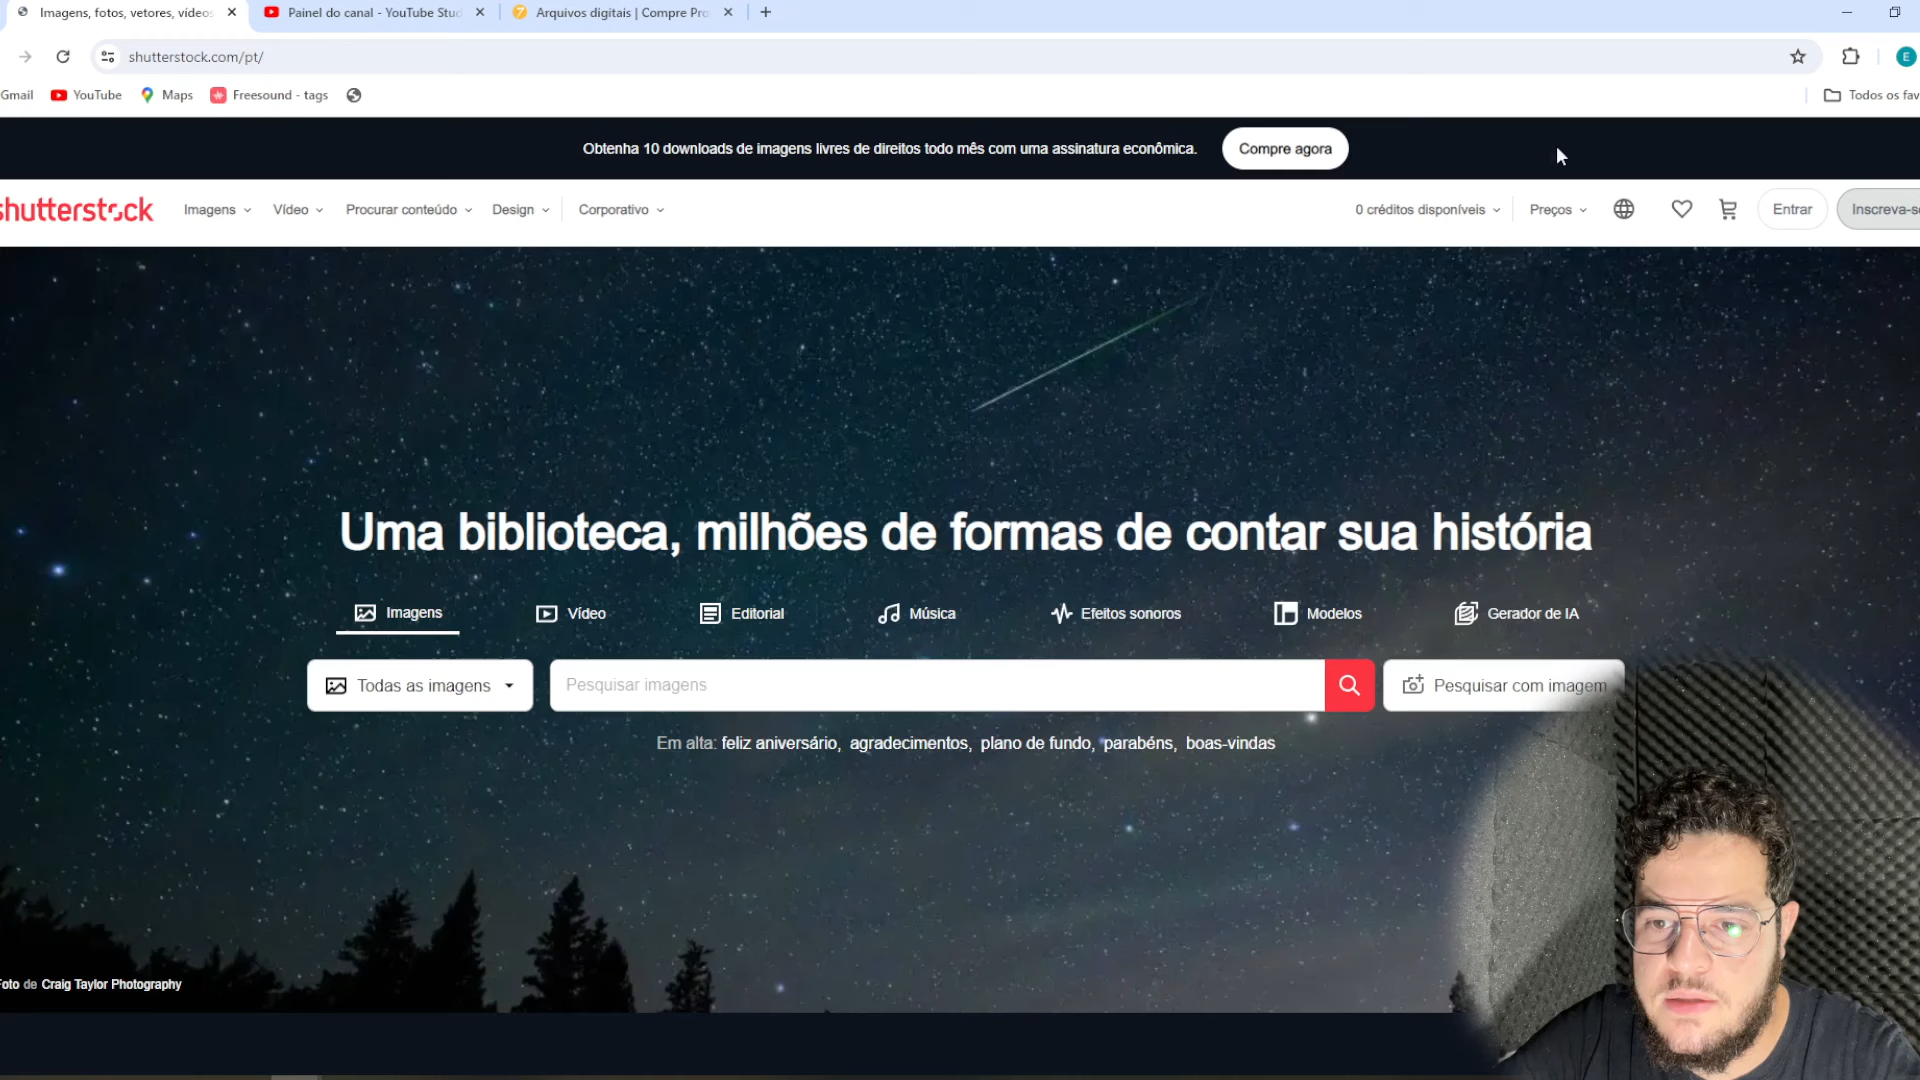 Imagens, fotos, vetores, vídeos
Painel do canal - YouTube Stud
Arquivos digitais | Compre Pro
shutterstock.com/pt/
E
Gmail
YouTube
Maps
Freesound - tags
Todos os fav
Obtenha 10 downloads de imagens livres de direitos todo mês com uma assinatura econômica.
Compre agora
shutterstock
Imagens
Vídeo
Procurar conteúdo
Design
Corporativo
0 créditos disponíveis
Preços
Entrar
Inscreva-se
Uma biblioteca, milhões de formas de contar sua história
Imagens
Vídeo
Editorial
Música
Efeitos sonoros
Modelos
Gerador de IA
Todas as imagens
Pesquisar imagens
Pesquisar com imagem
Em alta: feliz aniversário, agradecimentos, plano de fundo, parabéns, boas-vindas
Foto de Craig Taylor Photography